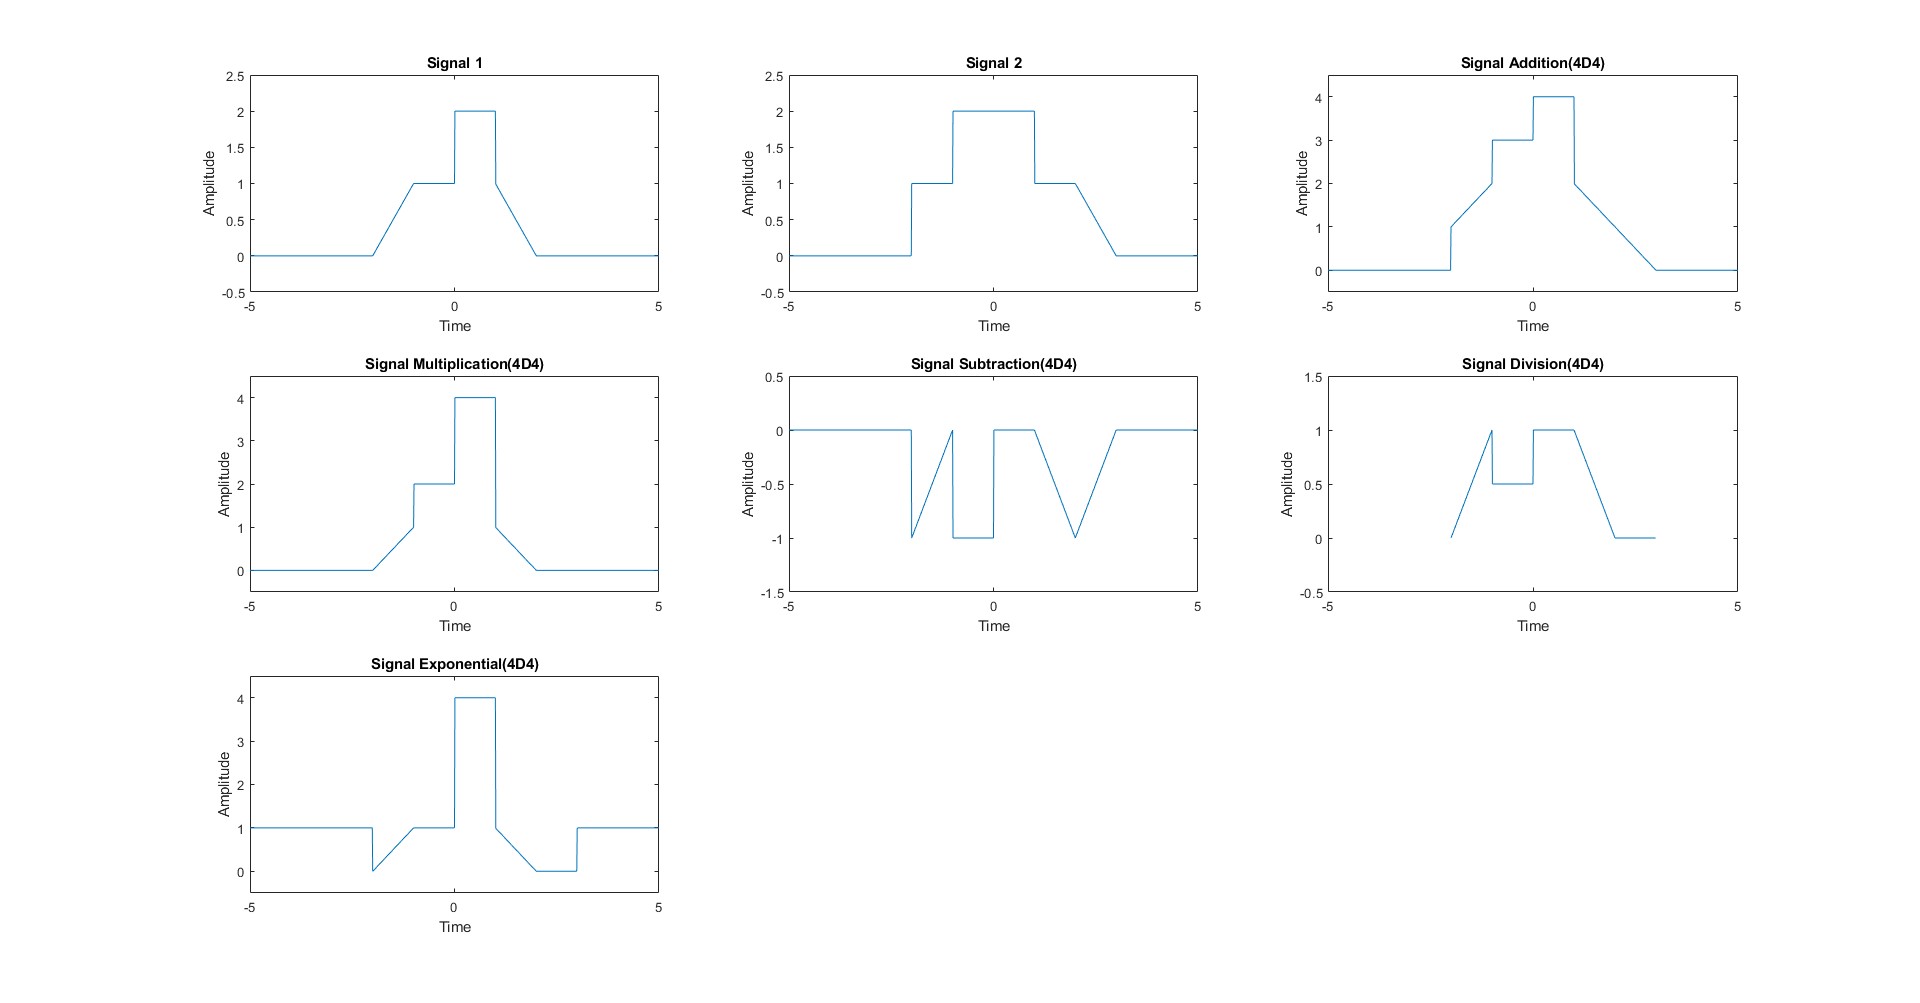 Signal 1
2.5
2
1.5
1
0.5
0
-0.5
-5 0 5
Amplitude
Time
Signal 2
2.5
2
1.5
1
0.5
0
-0.5
-5 0 5
Amplitude
Time
Signal Addition(4D4)
4
3
2
1
0
-5 0 5
Amplitude
Time
Signal Multiplication(4D4)
4
3
2
1
0
-5 0 5
Amplitude
Time
Signal Subtraction(4D4)
0.5
0
-0.5
-1
-1.5
-5 0 5
Amplitude
Time
Signal Division(4D4)
1.5
1
0.5
0
-0.5
-5 0 5
Amplitude
Time
Signal Exponential(4D4)
4
3
2
1
0
-5 0 5
Amplitude
Time